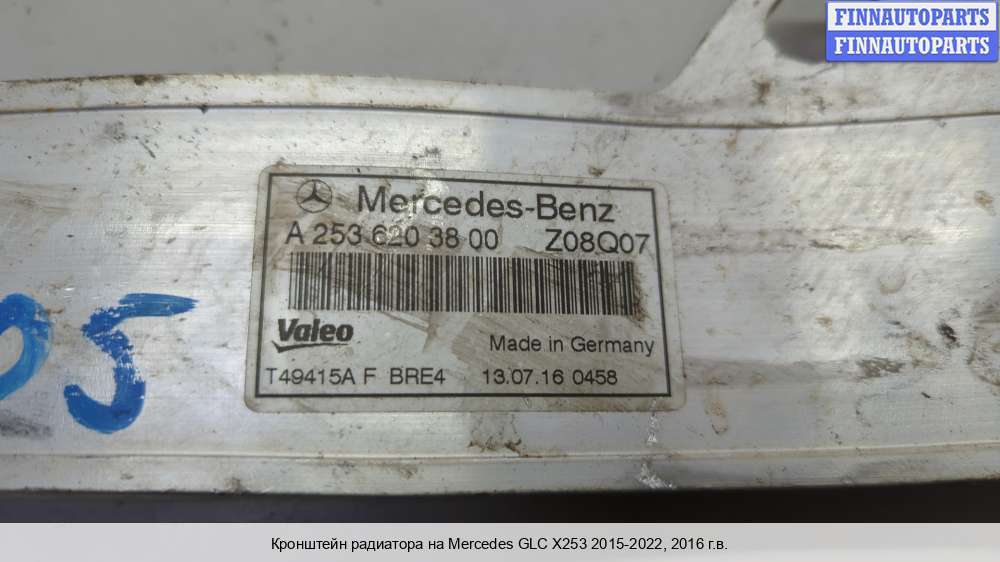 FINNAUTOPARTS
FINNAUTOPARTS
Mercedes-Benz
A 253 620 38 00 Z08Q07
Valeo
Made in Germany
T49415A F BRE4 13.07.16 0458
05
Кронштейн радиатора на Mercedes GLC X253 2015-2022, 2016 г.в.